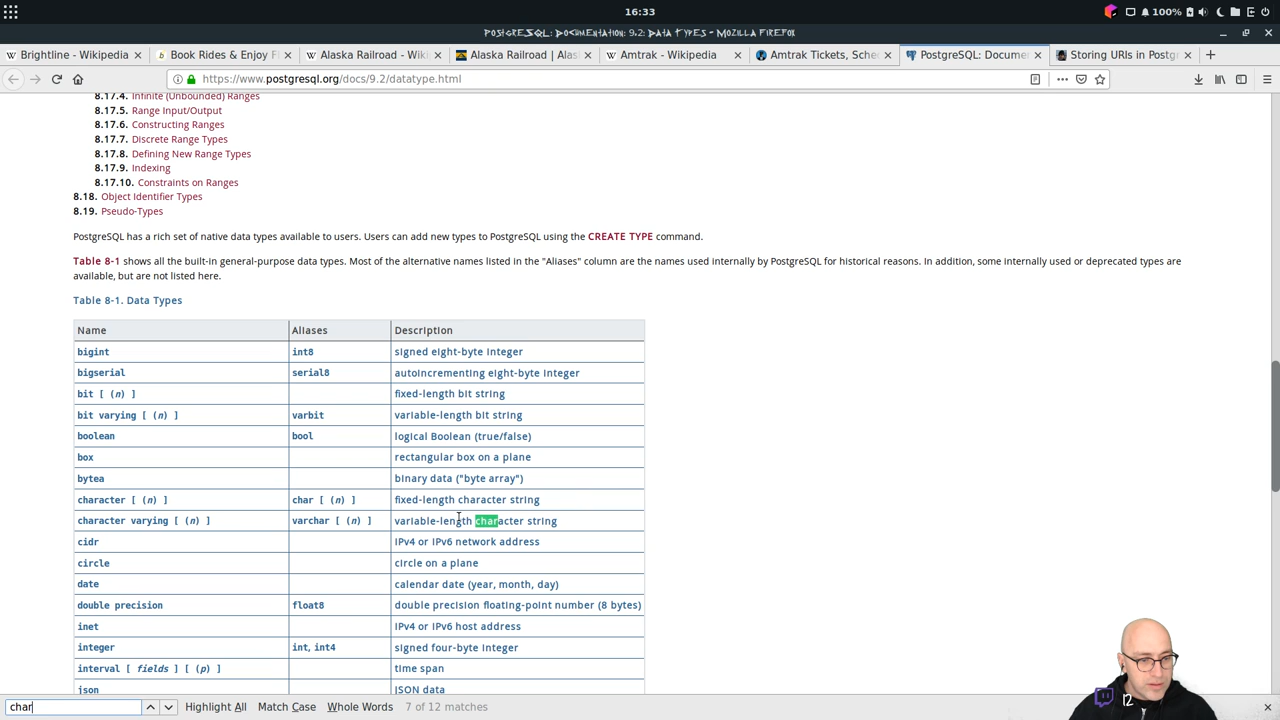 16:33
100%
PostgreSQL: Documentation: 9.2: Data Types - Mozilla Firefox
Brightline - Wikipedia
Book Rides & Enjoy F
Alaska Railroad - Wiki
Alaska Railroad | Alas
Amtrak - Wikipedia
Amtrak Tickets, Sche
PostgreSQL: Docume
Storing URIs in Postg
https://www.postgresql.org/docs/9.2/datatype.html
8.17.4. Infinite (Unbounded) Ranges
8.17.5. Range Input/Output
8.17.6. Constructing Ranges
8.17.7. Discrete Range Types
8.17.8. Defining New Range Types
8.17.9. Indexing
8.17.10. Constraints on Ranges
8.18. Object Identifier Types
8.19. Pseudo-Types
PostgreSQL has a rich set of native data types available to users. Users can add new types to PostgreSQL using the CREATE TYPE command.
Table 8-1 shows all the built-in general-purpose data types. Most of the alternative names listed in the "Aliases" column are the names used internally by PostgreSQL for historical reasons. In addition, some internally used or deprecated types are
available, but are not listed here.
Table 8-1. Data Types
Name Aliases Description
bigint int8 signed eight-byte integer
bigserial serial8 autoincrementing eight-byte integer
bit [ (n) ] fixed-length bit string
bit varying [ (n) ] varbit variable-length bit string
boolean bool logical Boolean (true/false)
box rectangular box on a plane
bytea binary data ("byte array")
character [ (n) ] char [ (n) ] fixed-length character string
character varying [ (n) ] varchar [ (n) ] variable-length character string
cidr IPv4 or IPv6 network address
circle circle on a plane
date calendar date (year, month, day)
double precision float8 double precision floating-point number (8 bytes)
inet IPv4 or IPv6 host address
integer int, int4 signed four-byte integer
interval [ fields ] [ (p) ] time span
json JSON data
char Highlight All Match Case Whole Words 7 of 12 matches
12